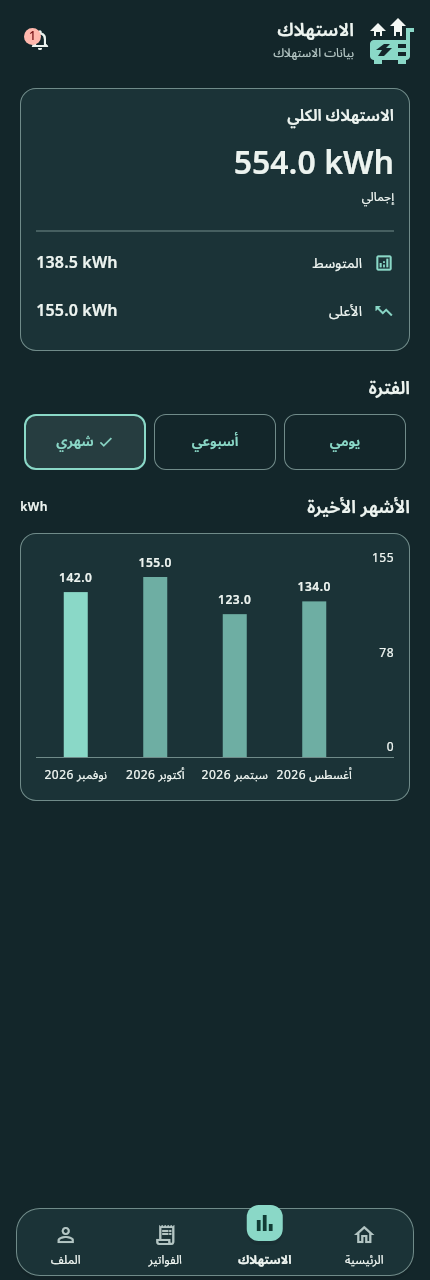 الاستهلاك
بيانات الاستهلاك
1
الاستهلاك الكلي
554.0 kWh
إجمالي
المتوسط 138.5 kWh
الأعلى 155.0 kWh
الفترة
يومي أسبوعي شهري
الأشهر الأخيرة kWh
155
78
0
134.0 123.0 155.0 142.0
أغسطس 2026 سبتمبر 2026 أكتوبر 2026 نوفمبر 2026
الرئيسية الاستهلاك الفواتير الملف